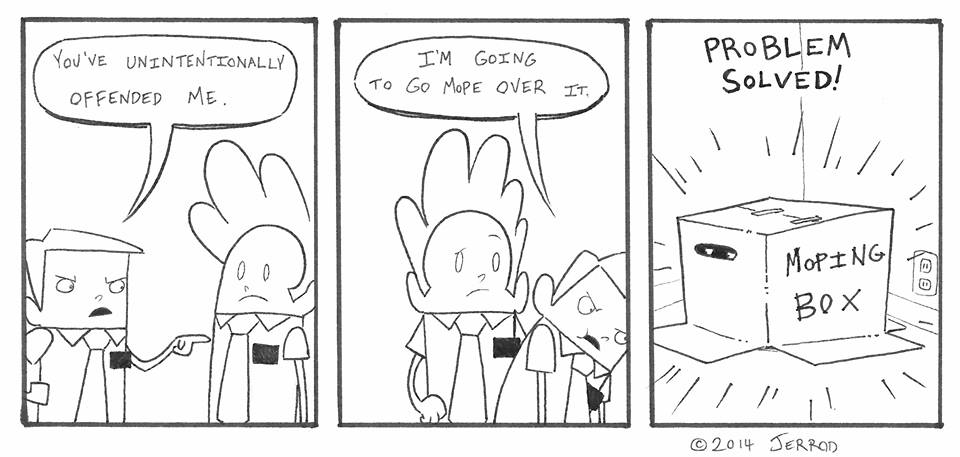 YOU'VE UNINTENTIONALLY
OFFENDED ME.
I'M GOING
TO GO MOPE OVER IT.
PROBLEM
SOLVED!
MOPING
BOX
© 2014 JERROD